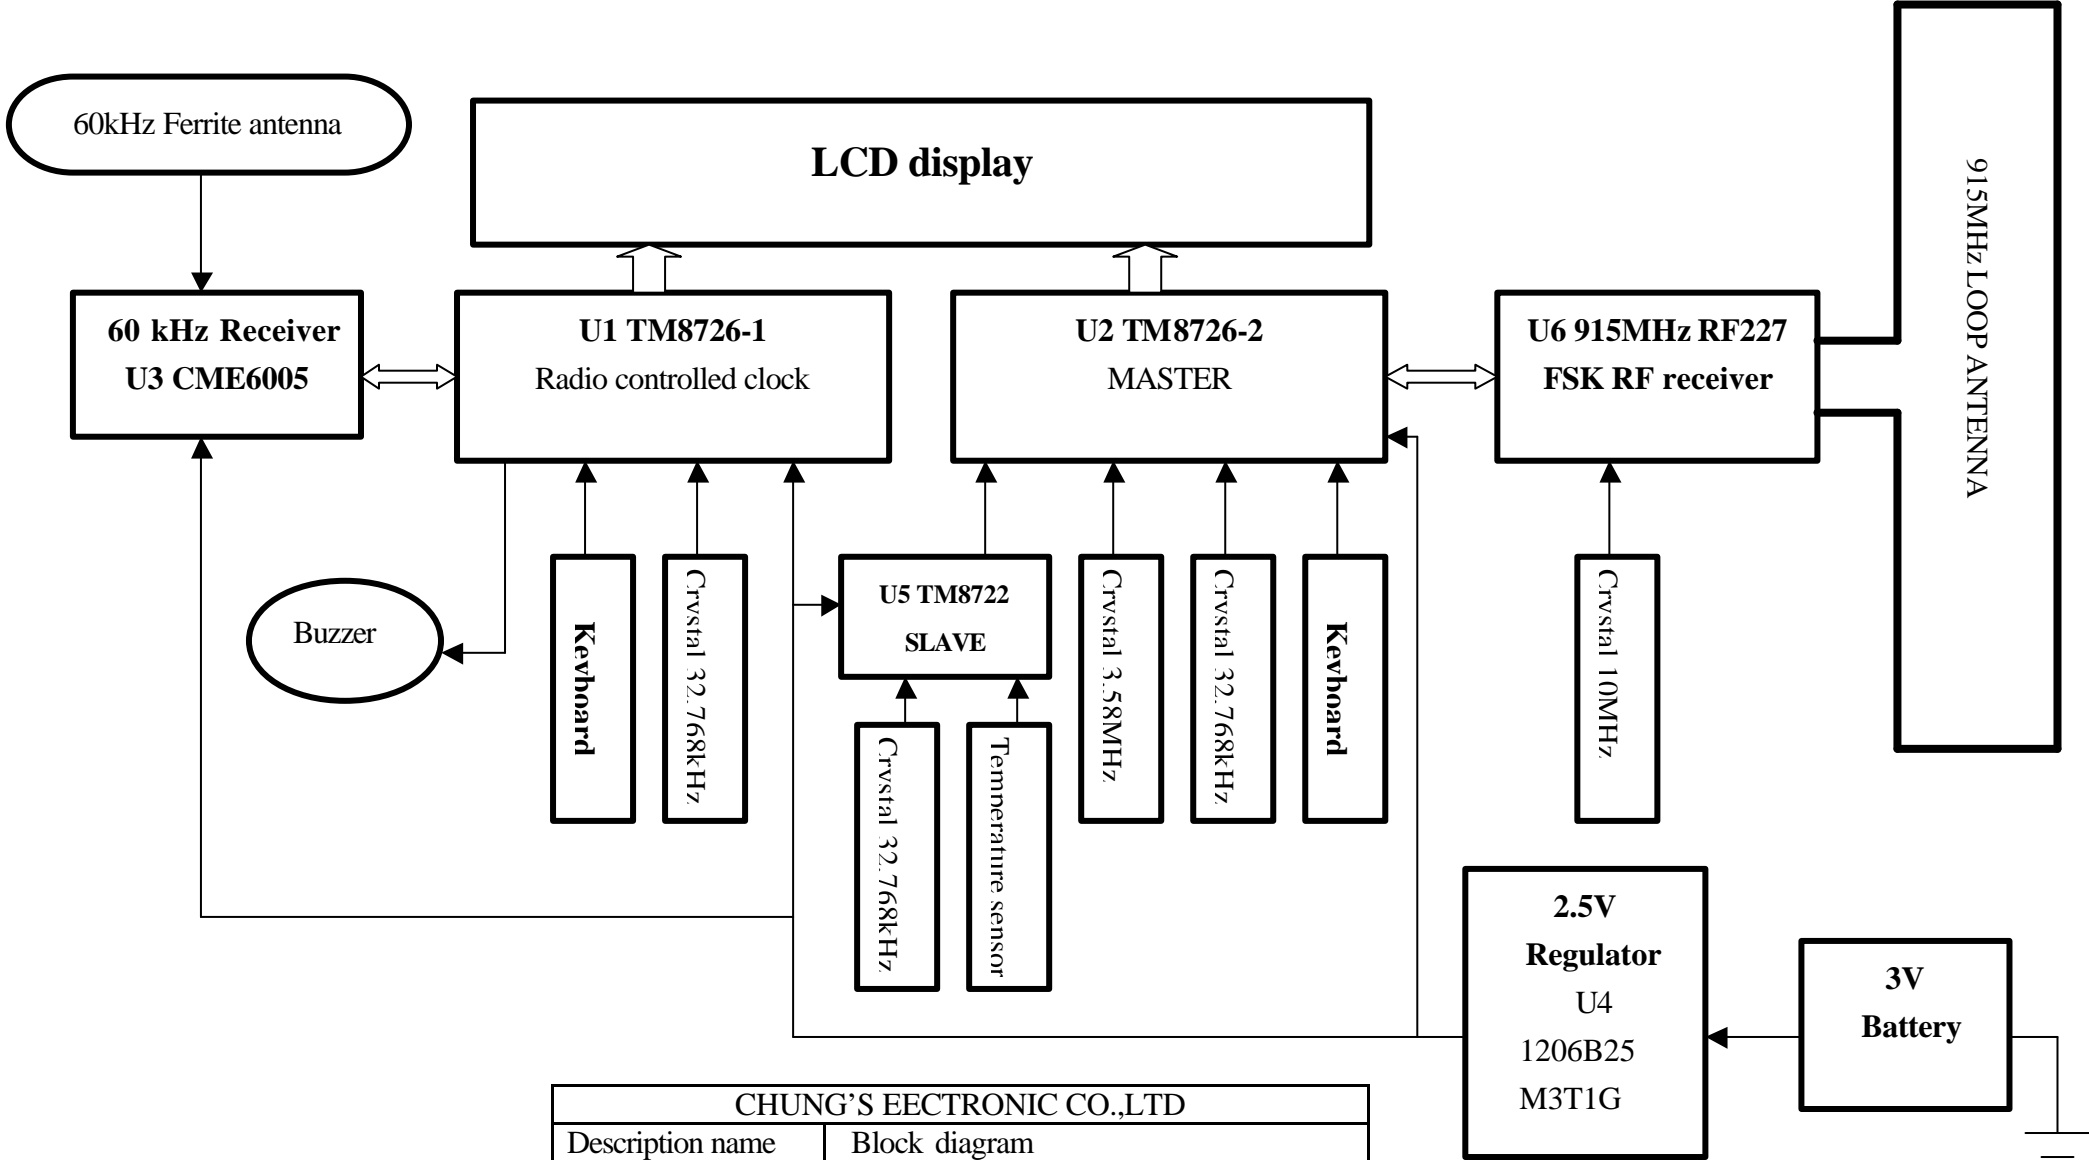 60kHz Ferrite antenna
LCD display
915MHz LOOP ANTENNA
60 kHz Receiver
U3 CME6005
U1 TM8726-1
Radio controlled clock
U2 TM8726-2
MASTER
U6 915MHz RF227
FSK RF receiver
Buzzer
Keyboard
Crystal 32.768kHz
U5 TM8722
SLAVE
Crystal 32.768kHz
Temperature sensor
Crystal 3.58MHz
Crystal 32.768kHz
Keyboard
Crystal 10MHz
2.5V
Regulator
U4
1206B25
M3T1G
3V
Battery
CHUNG’S EECTRONIC CO.,LTD
Description name
Block diagram